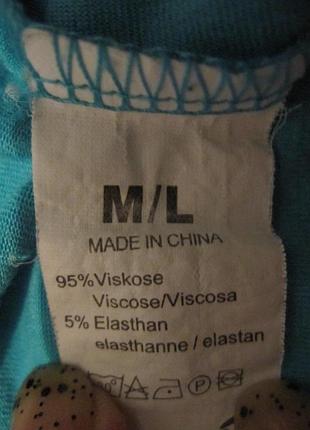 M/L
MADE IN CHINA
95% Viskose
Viscose/Viscosa
5% Elasthan
elasthanne / elastan